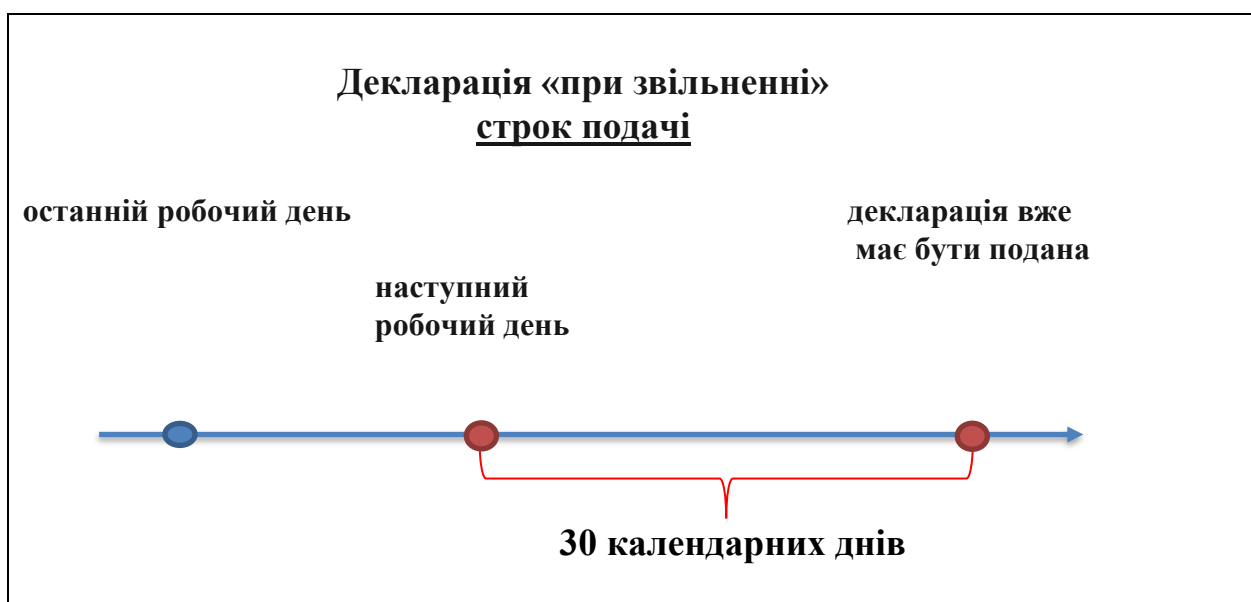 Декларація «при звільненні»
строк подачі
останній робочий день
наступний
робочий день
декларація вже
має бути подана
30 календарних днів